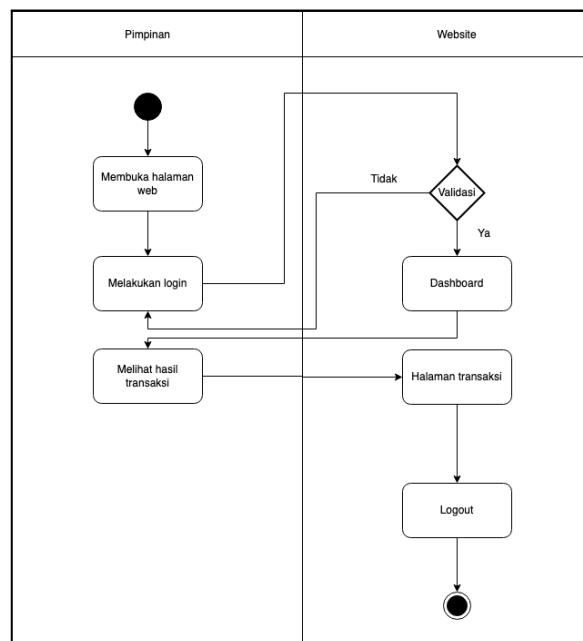 Pimpinan
Website
Membuka halaman
web
Tidak
Validasi
Ya
Melakukan login
Dashboard
Melihat hasil
transaksi
Halaman transaksi
Logout